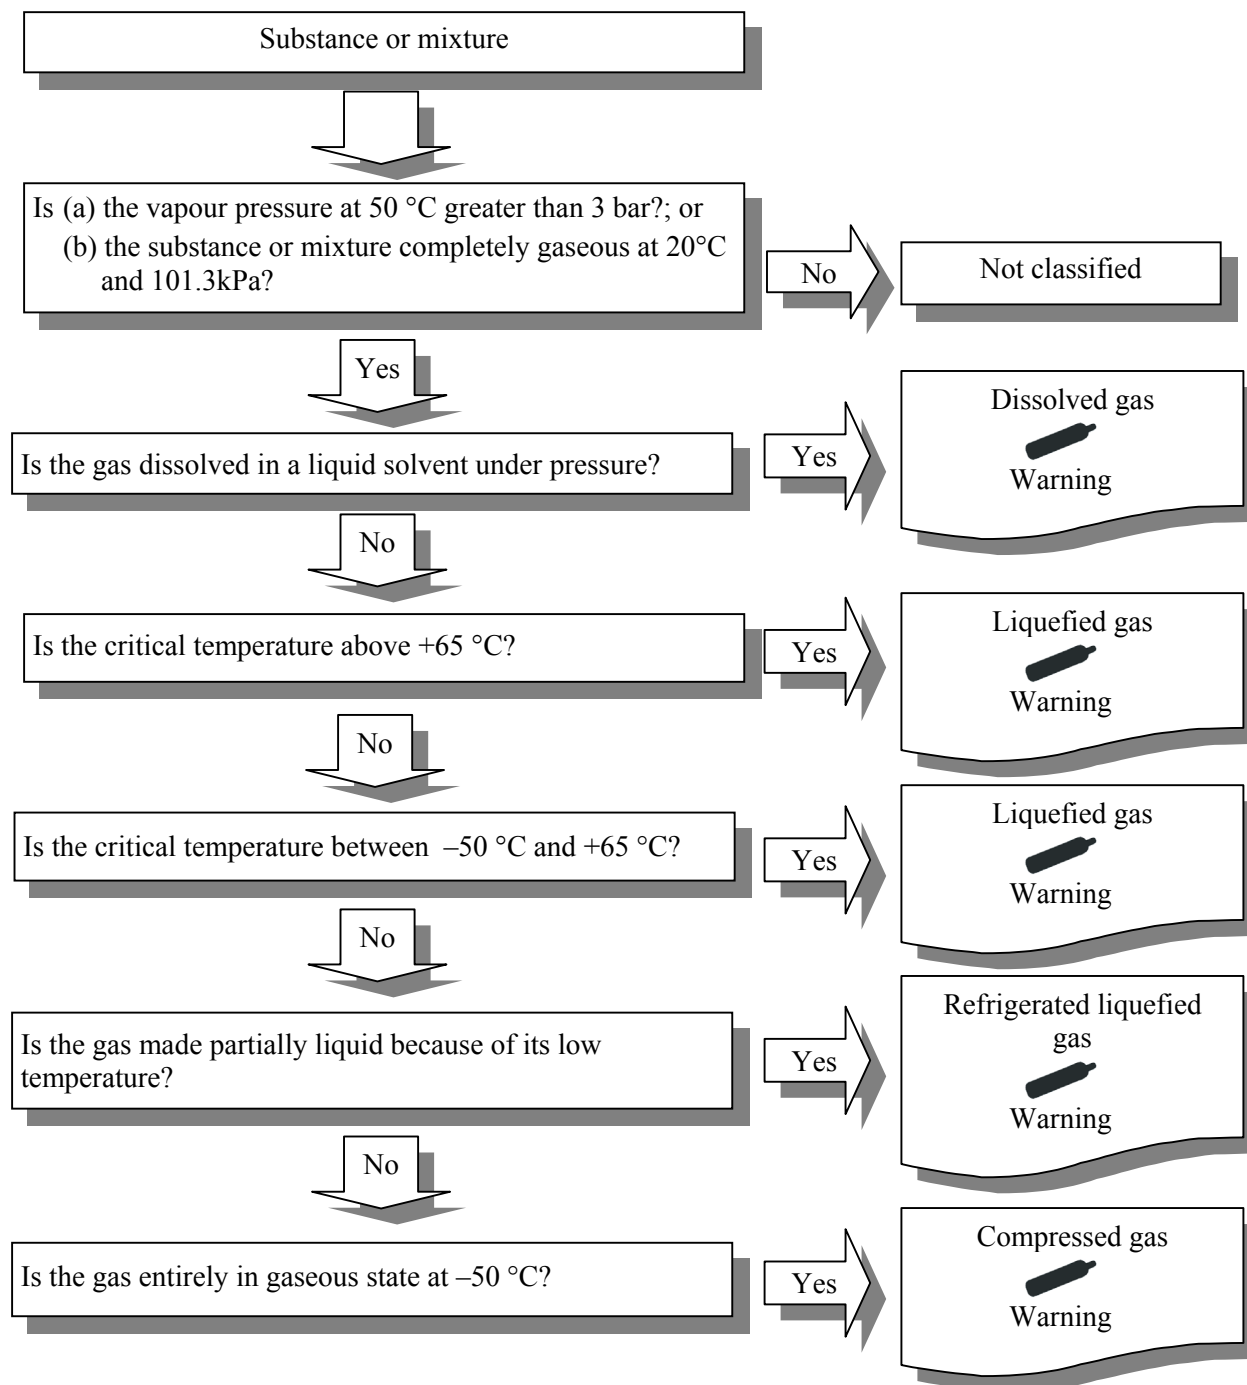 Substance or mixture
Is (a) the vapour pressure at 50 °C greater than 3 bar?; or
(b) the substance or mixture completely gaseous at 20°C
and 101.3kPa?
No
Not classified
Yes
Is the gas dissolved in a liquid solvent under pressure?
Yes
Dissolved gas
Warning
No
Is the critical temperature above +65 °C?
Yes
Liquefied gas
Warning
No
Is the critical temperature between –50 °C and +65 °C?
Yes
Liquefied gas
Warning
No
Is the gas made partially liquid because of its low
temperature?
Yes
Refrigerated liquefied
gas
Warning
No
Is the gas entirely in gaseous state at –50 °C?
Yes
Compressed gas
Warning